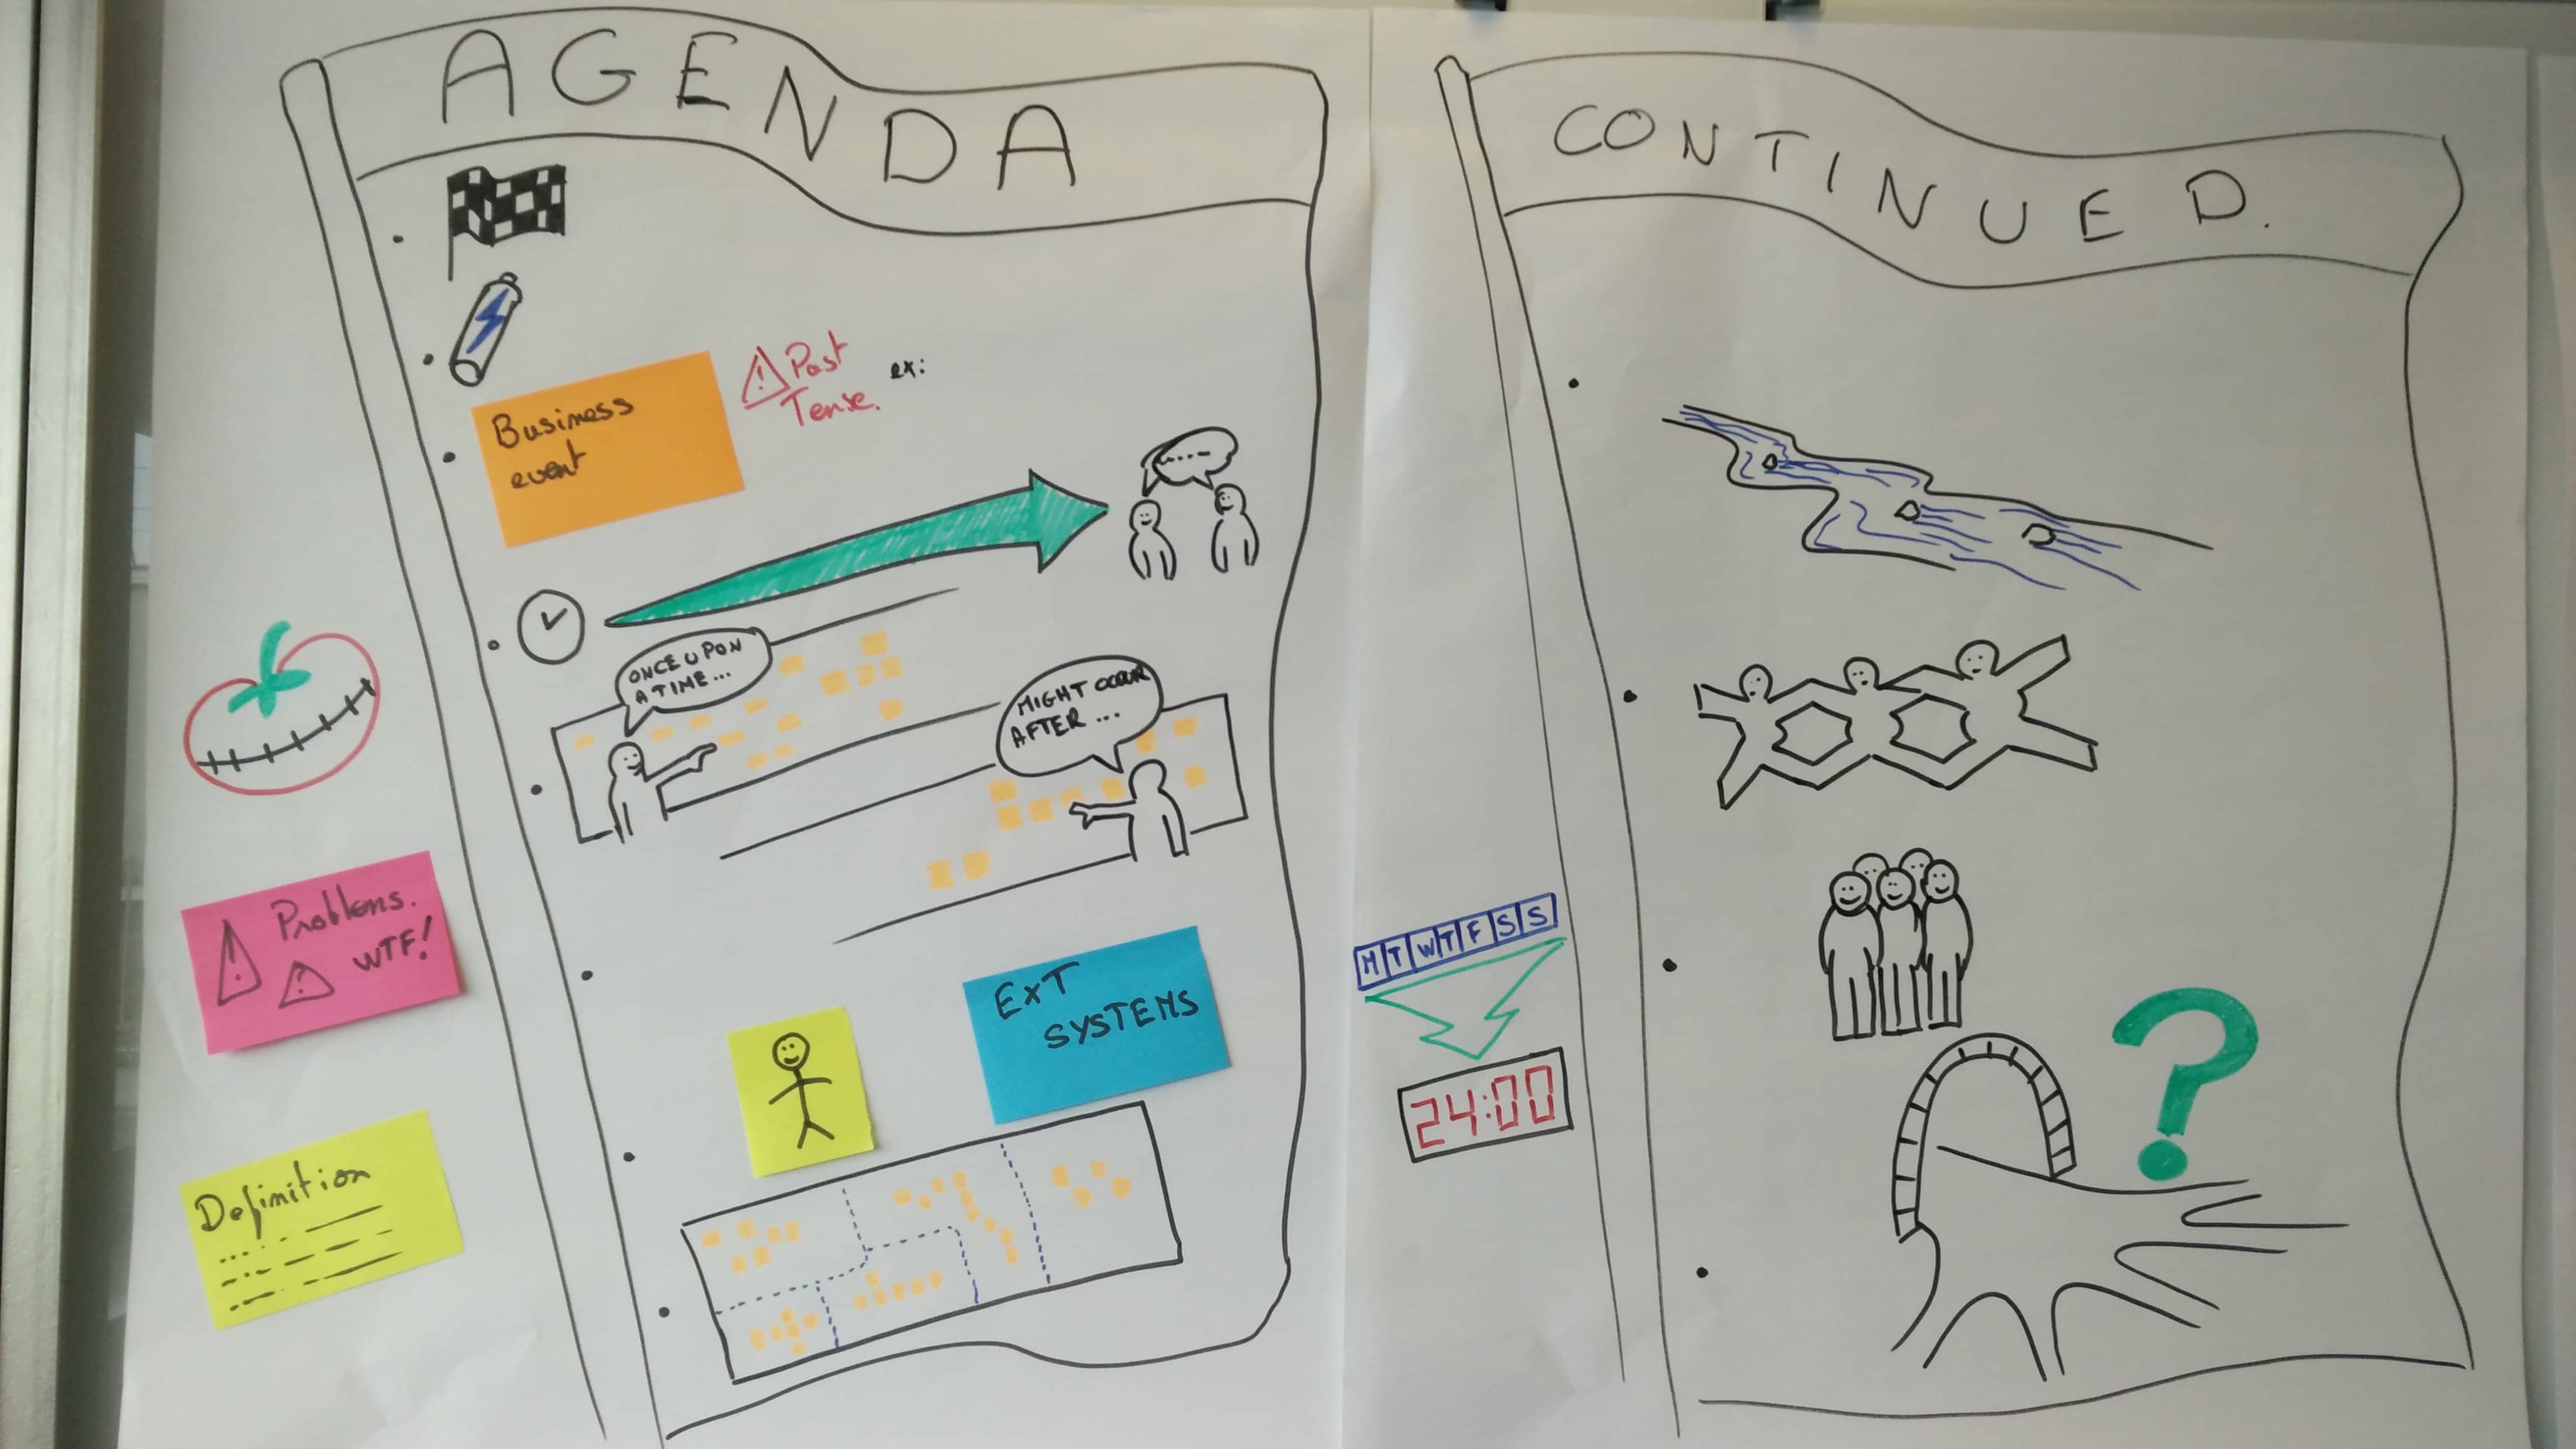 AGENDA
Business
event
Past
Tense.
ex:
ONCE UPON
A TIME...
MIGHT OCCUR
AFTER...
Problems.
WTF!
EXT
SYSTEMS
Definition
CONTINUED.
M T W T F S S
24:00